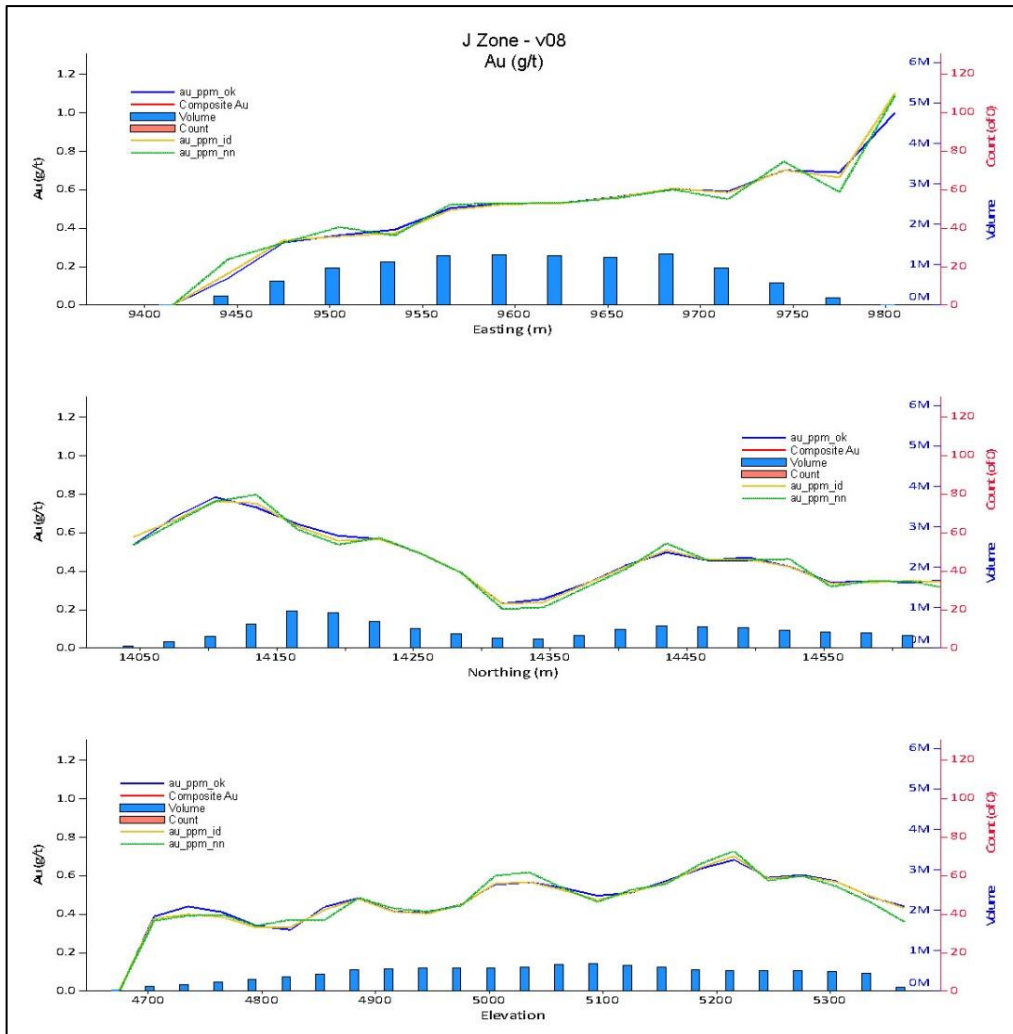 J Zone - v08
Au (g/t)
1.2
1.0
0.8
0.6
0.4
0.2
0.0
Au(g/t)
au_ppm_ok
Composite Au
Volume
Count
au_ppm_id
au_ppm_nn
6M
5M
4M
3M
2M
1M
0M
Volume
120
100
80
60
40
20
0
Count (of 0)
9400 9450 9500 9550 9600 9650 9700 9750 9800
Easting (m)
1.2
1.0
0.8
0.6
0.4
0.2
0.0
Au(g/t)
au_ppm_ok
Composite Au
Volume
Count
au_ppm_id
au_ppm_nn
6M
5M
4M
3M
2M
1M
0M
Volume
120
100
80
60
40
20
0
Count (of 0)
14050 14150 14250 14350 14450 14550
Northing (m)
1.2
1.0
0.8
0.6
0.4
0.2
0.0
Au(g/t)
au_ppm_ok
Composite Au
Volume
Count
au_ppm_id
au_ppm_nn
6M
5M
4M
3M
2M
1M
0M
Volume
120
100
80
60
40
20
0
Count (of 0)
4700 4800 4900 5000 5100 5200 5300
Elevation